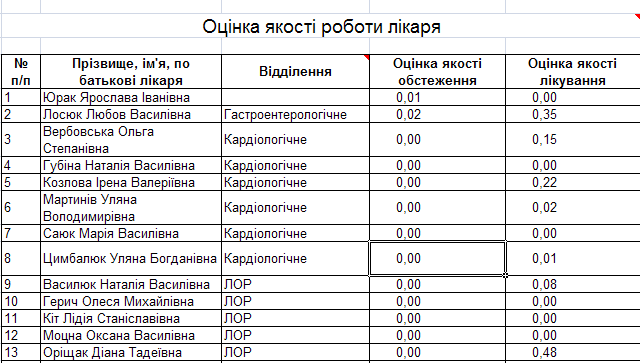 Оцінка якості роботи лікаря
№ п/п Прізвище, ім'я, по батькові лікаря Відділення Оцінка якості обстеження Оцінка якості лікування
1 Юрак Ярослава Іванівна 0,01 0,00
2 Лосюк Любов Василівна Гастроентерологічне 0,02 0,35
3 Вербовська Ольга Степанівна Кардіологічне 0,00 0,15
4 Губіна Наталія Василівна Кардіологічне 0,00 0,00
5 Козлова Ірена Валеріївна Кардіологічне 0,00 0,22
6 Мартинів Уляна Володимирівна Кардіологічне 0,00 0,02
7 Саюк Марія Василівна Кардіологічне 0,00 0,00
8 Цимбалюк Уляна Богданівна Кардіологічне 0,00 0,01
9 Василюк Наталія Василівна ЛОР 0,00 0,08
10 Герич Олеся Михайлівна ЛОР 0,00 0,00
11 Кіт Лідія Станіславівна ЛОР 0,00 0,00
12 Моцна Оксана Василівна ЛОР 0,00 0,00
13 Оріщак Діана Тадеївна ЛОР 0,00 0,48